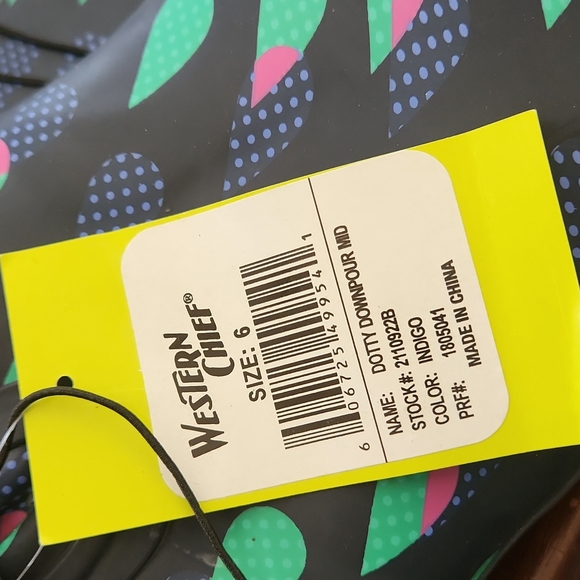 WESTERN
CHIEF®
SIZE: 6
6 06725 49954 1
NAME: DOTTY DOWNPOUR MID
STOCK#: 2110922B
COLOR: INDIGO
PRF#: 1805041
MADE IN CHINA